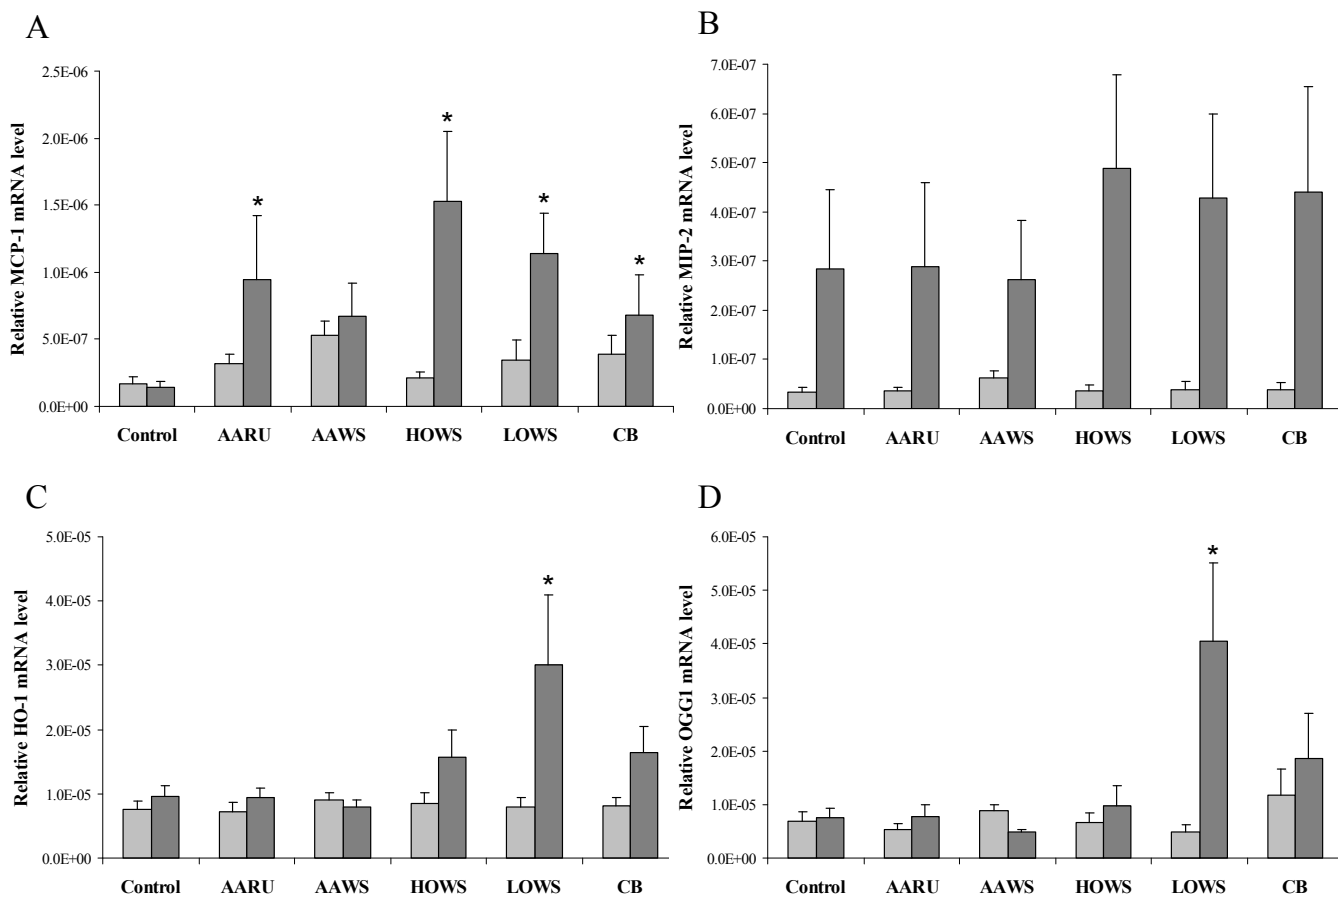 A
Relative MCP-1 mRNA level
2.5E-06
2.0E-06
1.5E-06
1.0E-06
5.0E-07
0.0E+00
*
*
*
*
Control AARU AAWS HOWS LOWS CB
B
Relative MIP-2 mRNA level
7.0E-07
6.0E-07
5.0E-07
4.0E-07
3.0E-07
2.0E-07
1.0E-07
0.0E+00
Control AARU AAWS HOWS LOWS CB
C
Relative HO-1 mRNA level
5.0E-05
4.0E-05
3.0E-05
2.0E-05
1.0E-05
0.0E+00
*
Control AARU AAWS HOWS LOWS CB
D
Relative OGG1 mRNA level
6.0E-05
5.0E-05
4.0E-05
3.0E-05
2.0E-05
1.0E-05
0.0E+00
*
Control AARU AAWS HOWS LOWS CB